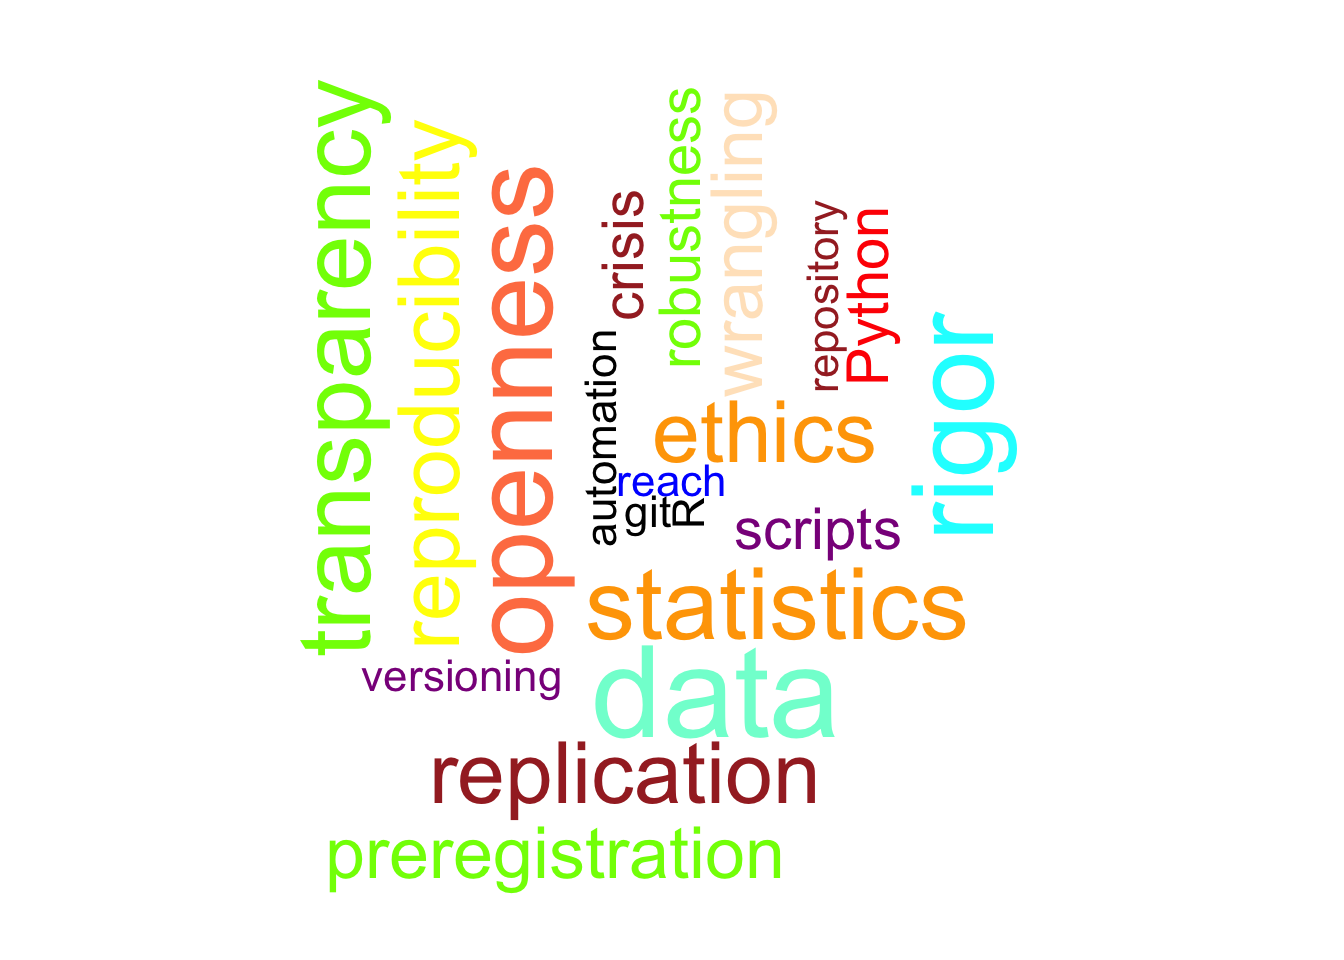 transparency
reproducibility
openness
crisis
robustness
wrangling
repository
Python
rigor
automation
ethics
reach
git
R
scripts
statistics
versioning
data
replication
preregistration